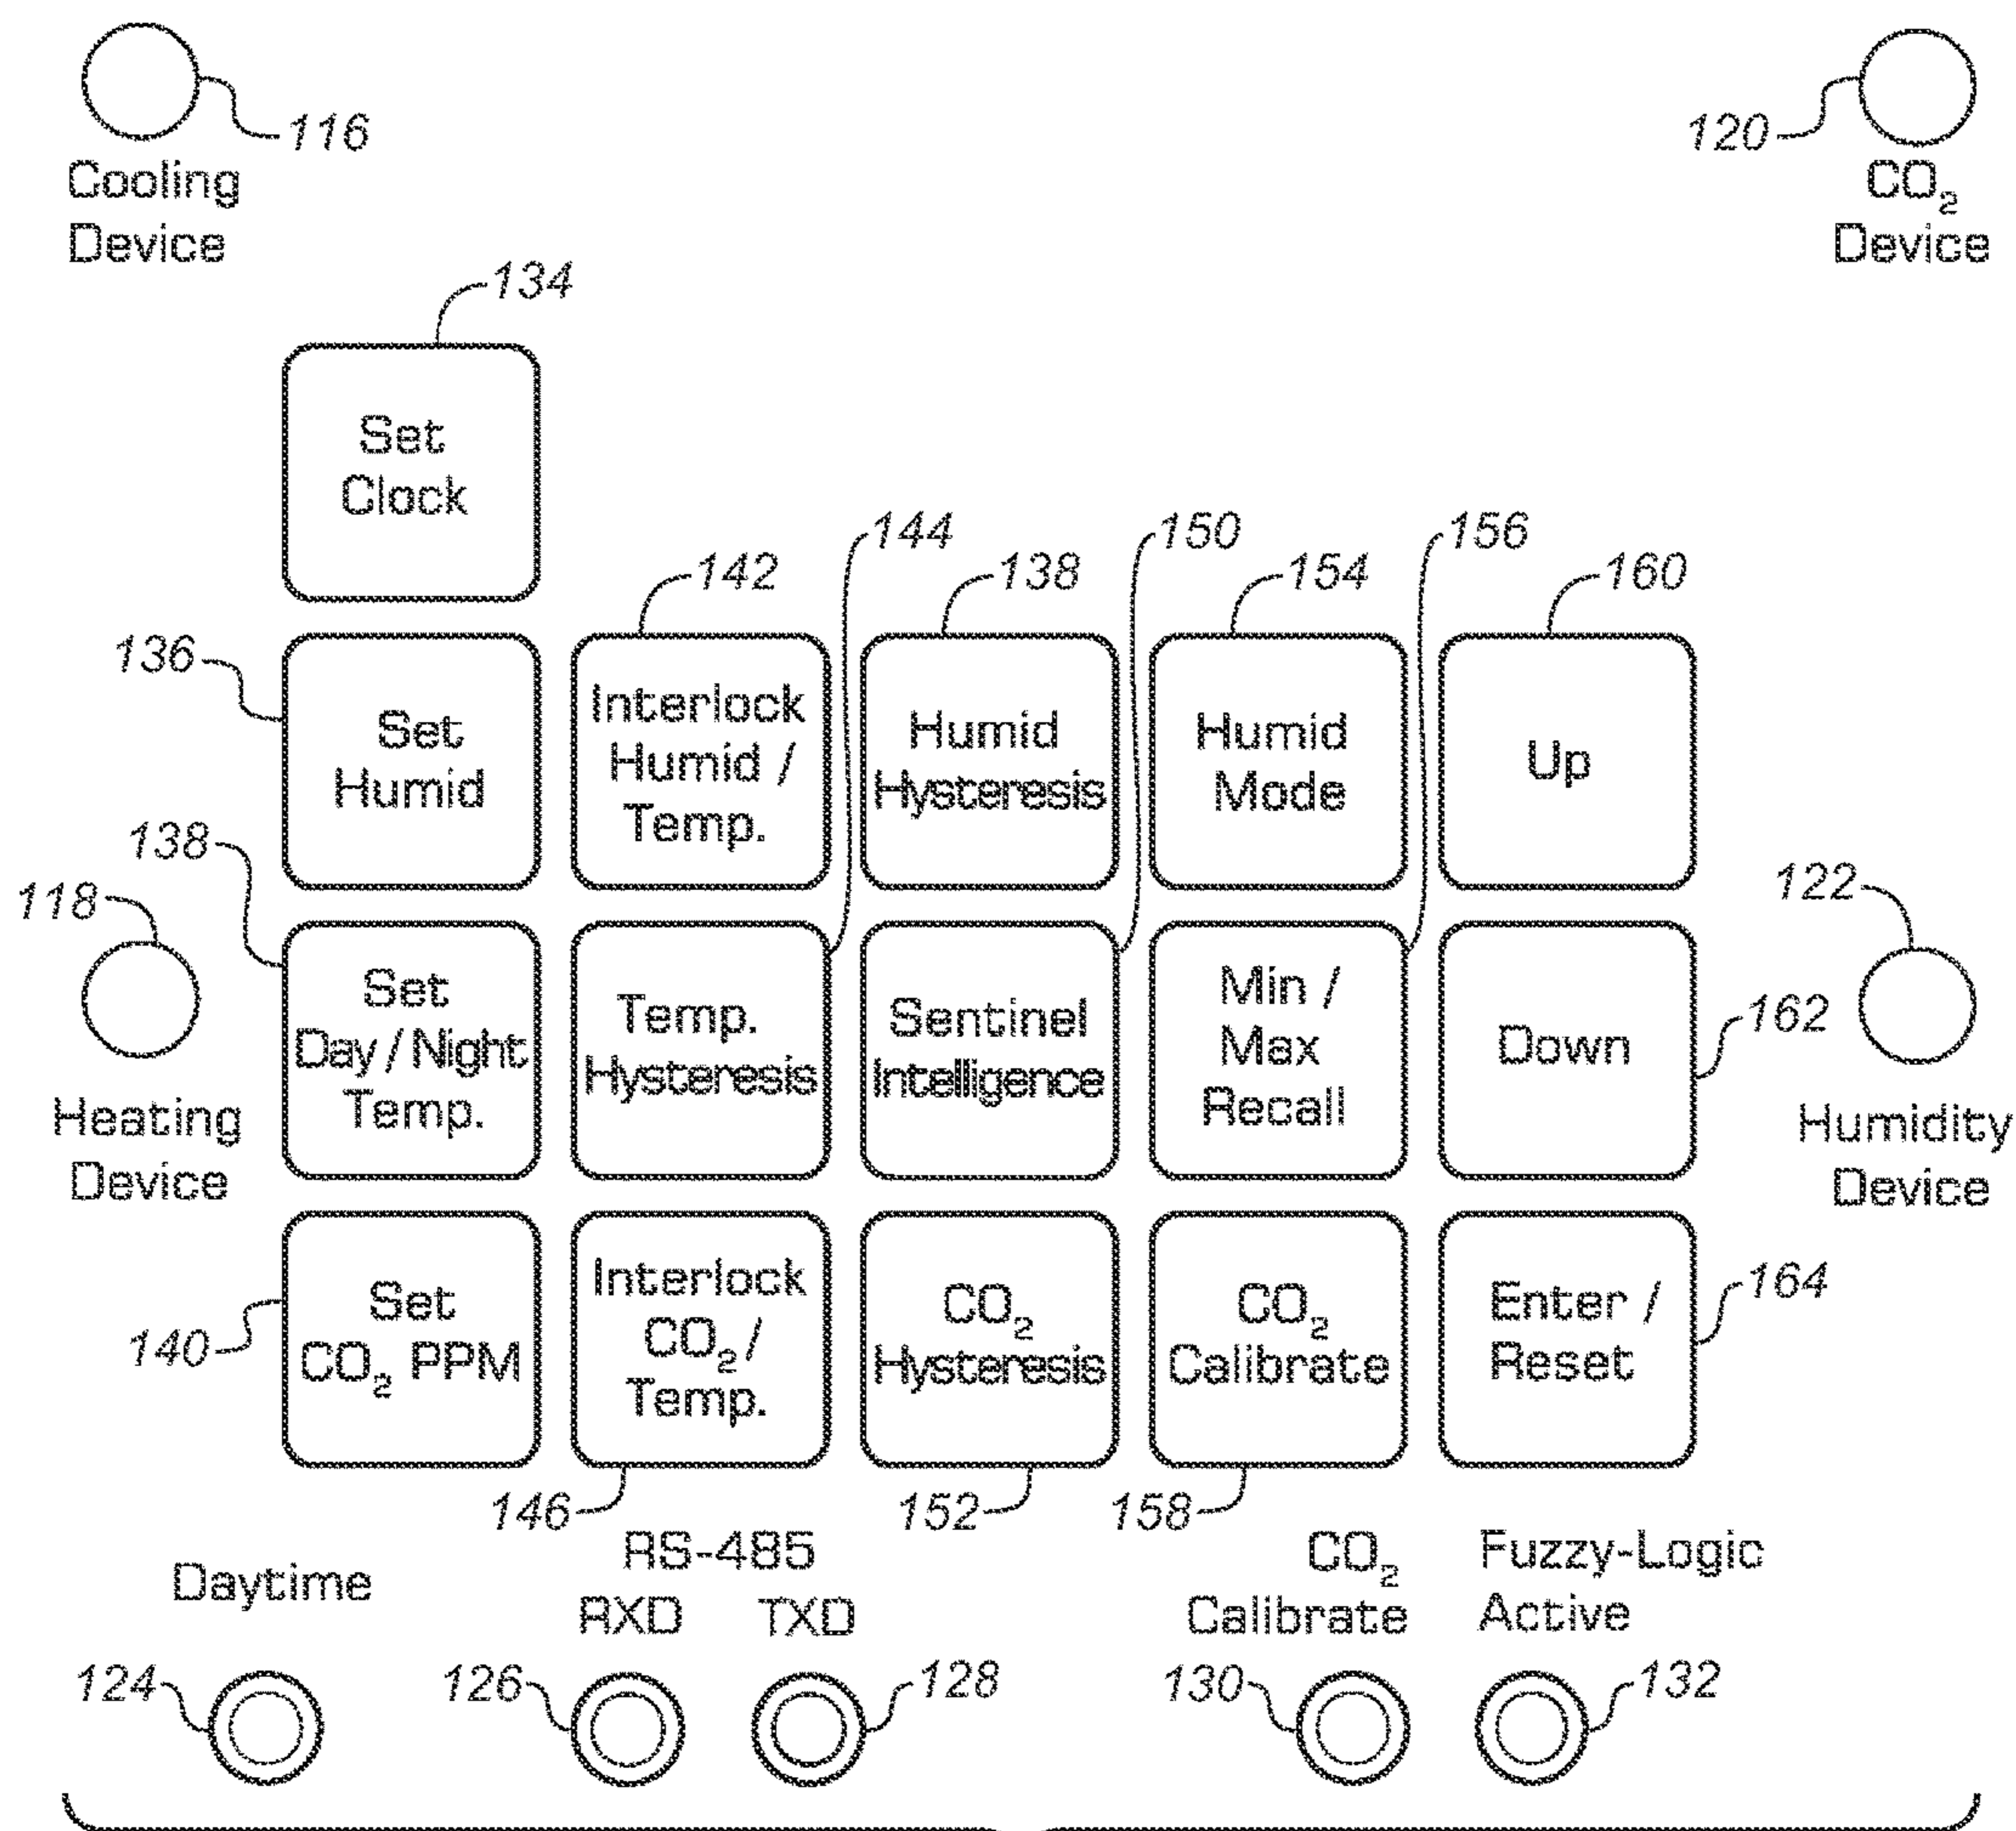 116
Cooling
Device
120
CO₂
Device
134
Set
Clock
142
144
138
150
154
156
160
136
Set
Humid
Interlock
Humid /
Temp.
Humid
Hysteresis
Humid
Mode
Up
138
118
Heating
Device
Set
Day / Night
Temp.
Temp.
Hysteresis
Sentinel
Intelligence
Min /
Max
Recall
Down
162
122
Humidity
Device
140
Set
CO₂ PPM
Interlock
CO₂ /
Temp.
CO₂
Hysteresis
CO₂
Calibrate
Enter /
Reset
164
146
152
158
Daytime
RS-485
RXD TXD
CO₂
Calibrate
Fuzzy-Logic
Active
124
126
128
130
132